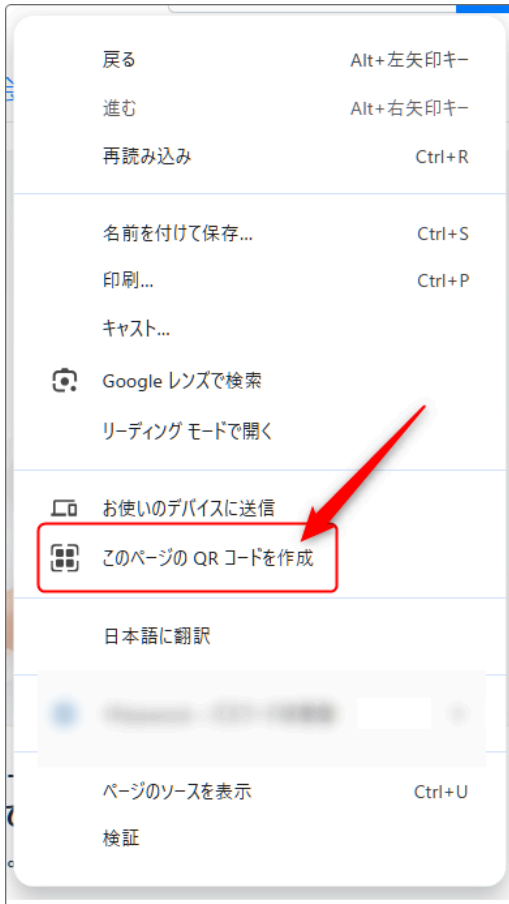 戻る Alt+左矢印キー
進む Alt+右矢印キー
再読み込み Ctrl+R
名前を付けて保存... Ctrl+S
印刷... Ctrl+P
キャスト...
Google レンズで検索
リーディング モードで開く
お使いのデバイスに送信
このページの QR コードを作成
日本語に翻訳
ページのソースを表示 Ctrl+U
検証